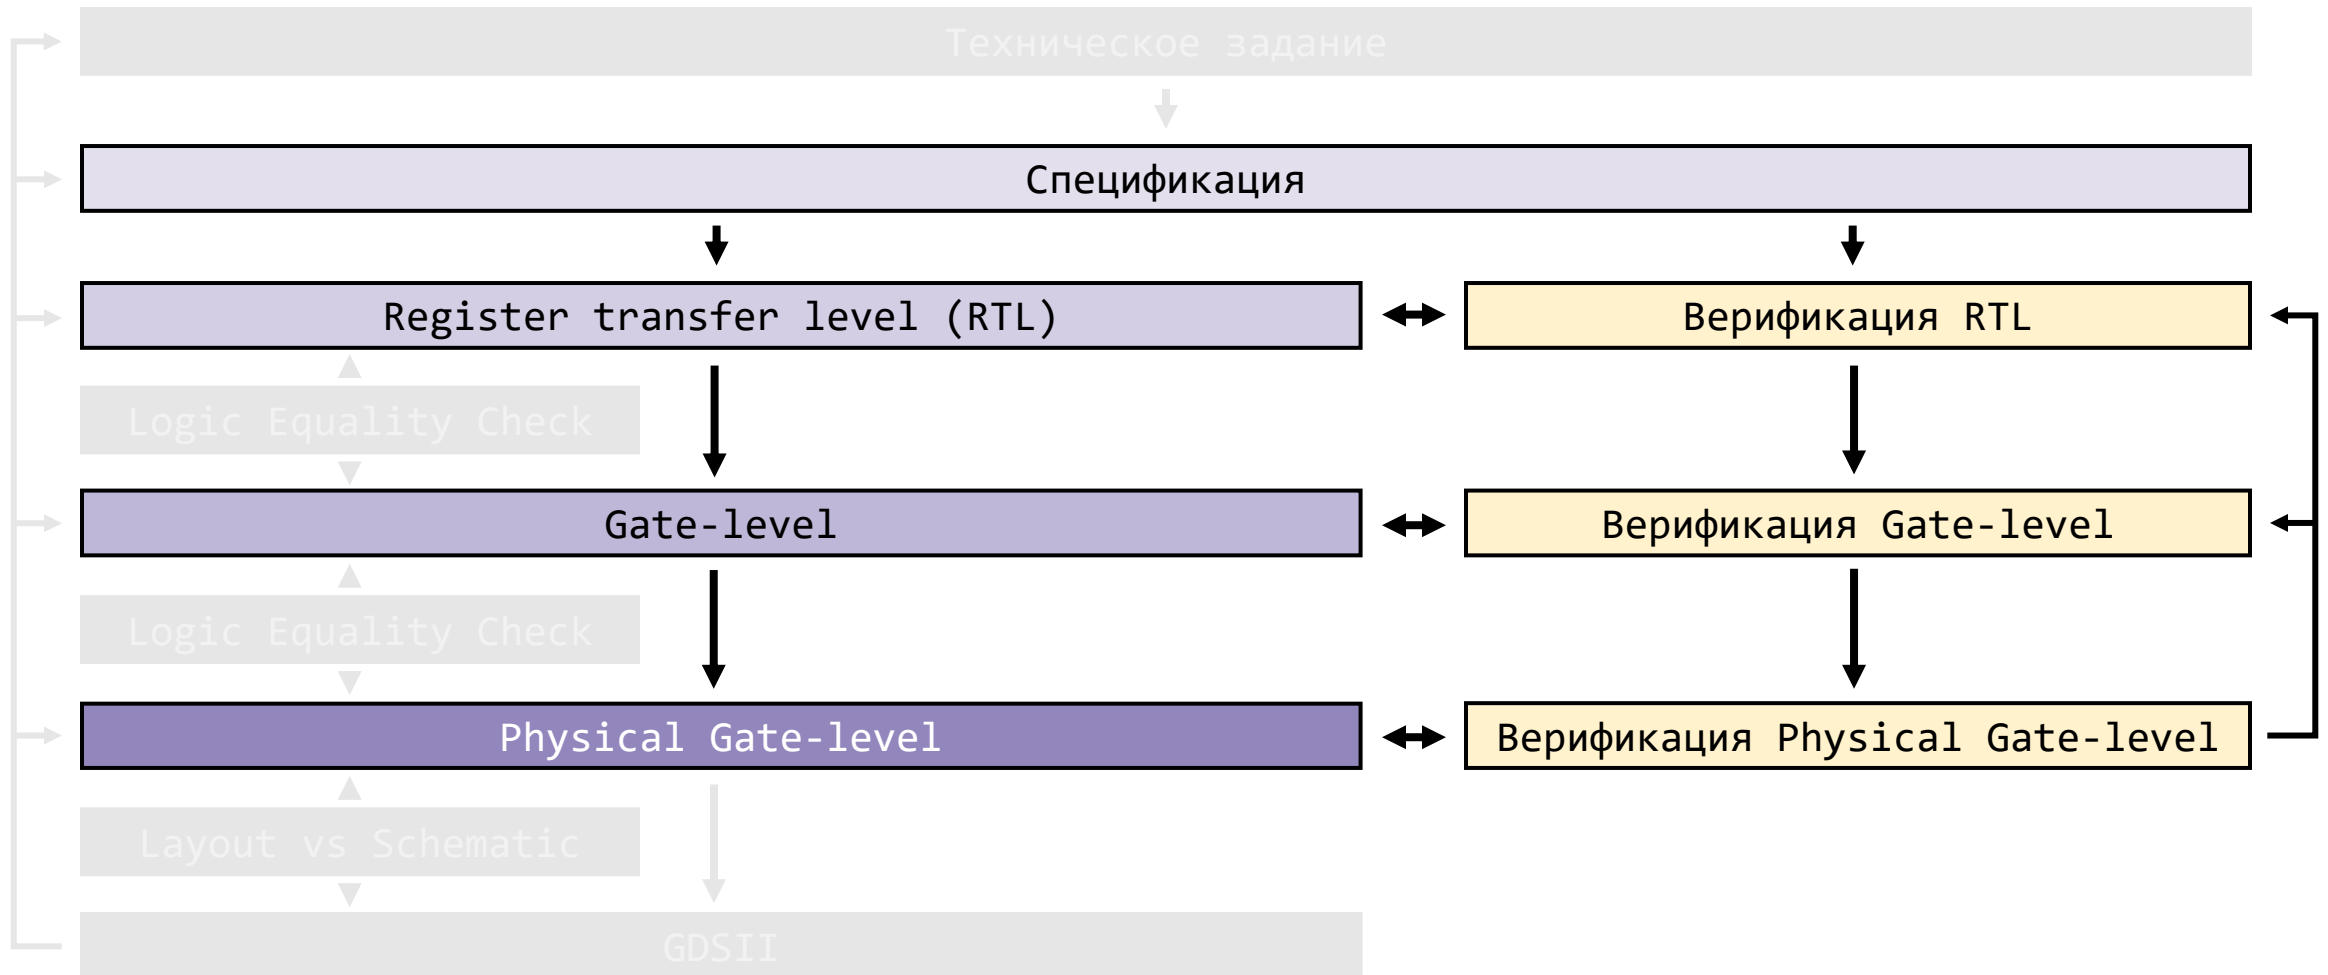 Техническое задание
Спецификация
Register transfer level (RTL)
Верификация RTL
Logic Equality Check
Gate-level
Верификация Gate-level
Logic Equality Check
Physical Gate-level
Верификация Physical Gate-level
Layout vs Schematic
GDSII